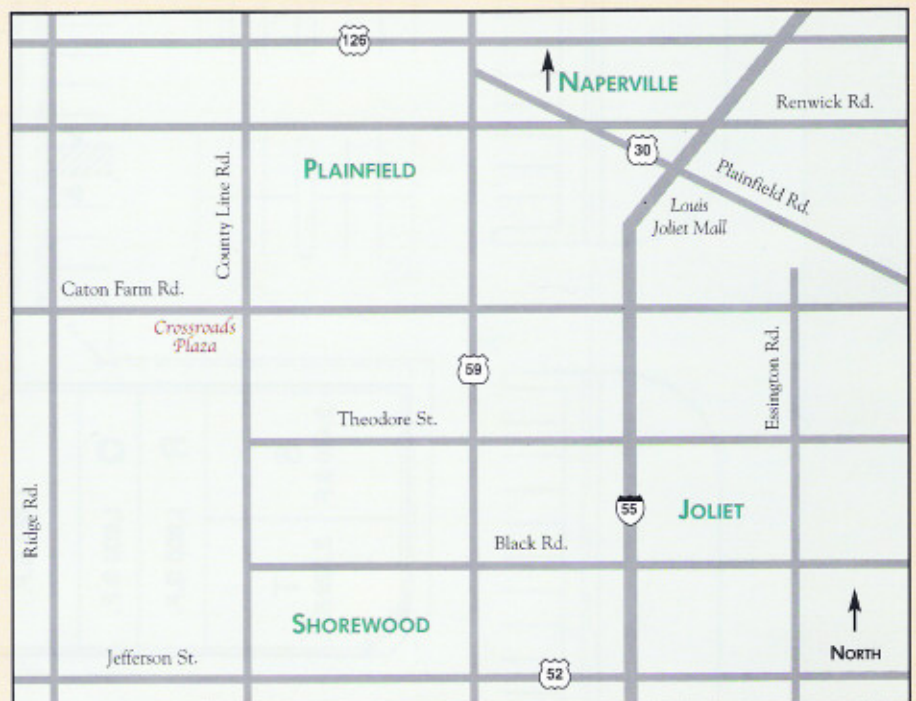 126
NAPERVILLE
Renwick Rd.
30
PLAINFIELD
County Line Rd.
Plainfield Rd.
Louis
Joliet Mall
Caton Farm Rd.
Crossroads
Plaza
59
Essington Rd.
Theodore St.
Ridge Rd.
55
JOLIET
Black Rd.
SHOREWOOD
NORTH
Jefferson St.
52